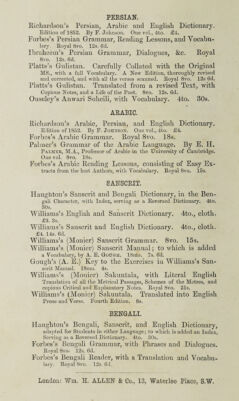 PERSIAN.
Richardson's Persian, Arabic and English Dictionary.
Edition of 1852. By F. Johnson. One vol., 4to. £4.
Forbes's Persian Grammar, Reading Lessons, and Vocabu-
lary. Royal 8vo. 12s. 6d.
Ibraheem's Persian Grammar, Dialogues, &c. Royal
8vo. 12s. 6d.
Platts's Gulistan. Carefully Collated with the Original
MS., with a full Vocabulary. A New Edition, thoroughly revised
and corrected, and with all the verses scanned. Royal 8vo. 12s 6d.
Platts's Gulistan. Translated from a revised Text, with
Copious Notes, and a Life of the Poet. 8vo. 12s. 6d.
Ouseley's Anwari Soheili, with Vocabulary. 4to. 30s.
ARABIC.
Richardson's Arabic, Persian, and English Dictionary.
Edition of 1852. By F. Johnson. One vol., 4to. £4.
Forbes's Arabic Grammar. Royal 8vo. 18s.
Palmer's Grammar of the Arabic Language. By E. H.
Palmer, M.A., Professor of Arabic in the University of Cambridge.
One vol. 8vo. 18s.
Forbes's Arabic Reading Lessons, consisting of Easy Ex-
tracts from the best Authors, with Vocabulary. Royal 8vo. 15s.
SANSCRIT.
Haughton's Sanscrit and Bengali Dictionary, in the Ben-
gali Character, with Index, serving as a Reversed Dictionary. 4to.
30s.
Williams's English and Sanscrit Dictionary. 4to., cloth.
£3. 3s.
Williams's Sanscrit and English Dictionary. 4to., cloth.
£4. 14s. 6d.
Williams's (Monier) Sanscrit Grammar. 8vo. 15s.
Williams's (Monier) Sanscrit Manual; to which is added
a Vocabulary, by A. E. Gough. 18mo. 7s. 6d.
Gough's (A. E.) Key to the Exercises in Williams's San-
scrit Manual. 18mo. 4s.
Williams's (Monier) Sakuntala, with Literal English
Translation of all the Metrical Passages, Schemes of the Metres, and
copious Critical and Explanatory Notes. Royal 8vo. 21s.
Williams's (Monier) Sakuntala. Translated into English
Prose and Verse. Fourth Edition. 8s.
BENGALI.
Haughton's Bengali, Sanscrit, and English Dictionary,
adapted for Students in either Language; to which is added an Index,
Serving as a Reversed Dictionary. 4to. 30s.
Forbes's Bengali Grammar, with Phrases and Dialogues.
Royal 8vo. 12s. 6d.
Forbes's Bengali Reader, with a Translation and Vocabu-
lary. Royal 8vo. 12s. 6d.
London: Wm. H. ALLEN & Co., 13, Waterloo Place, S.W.